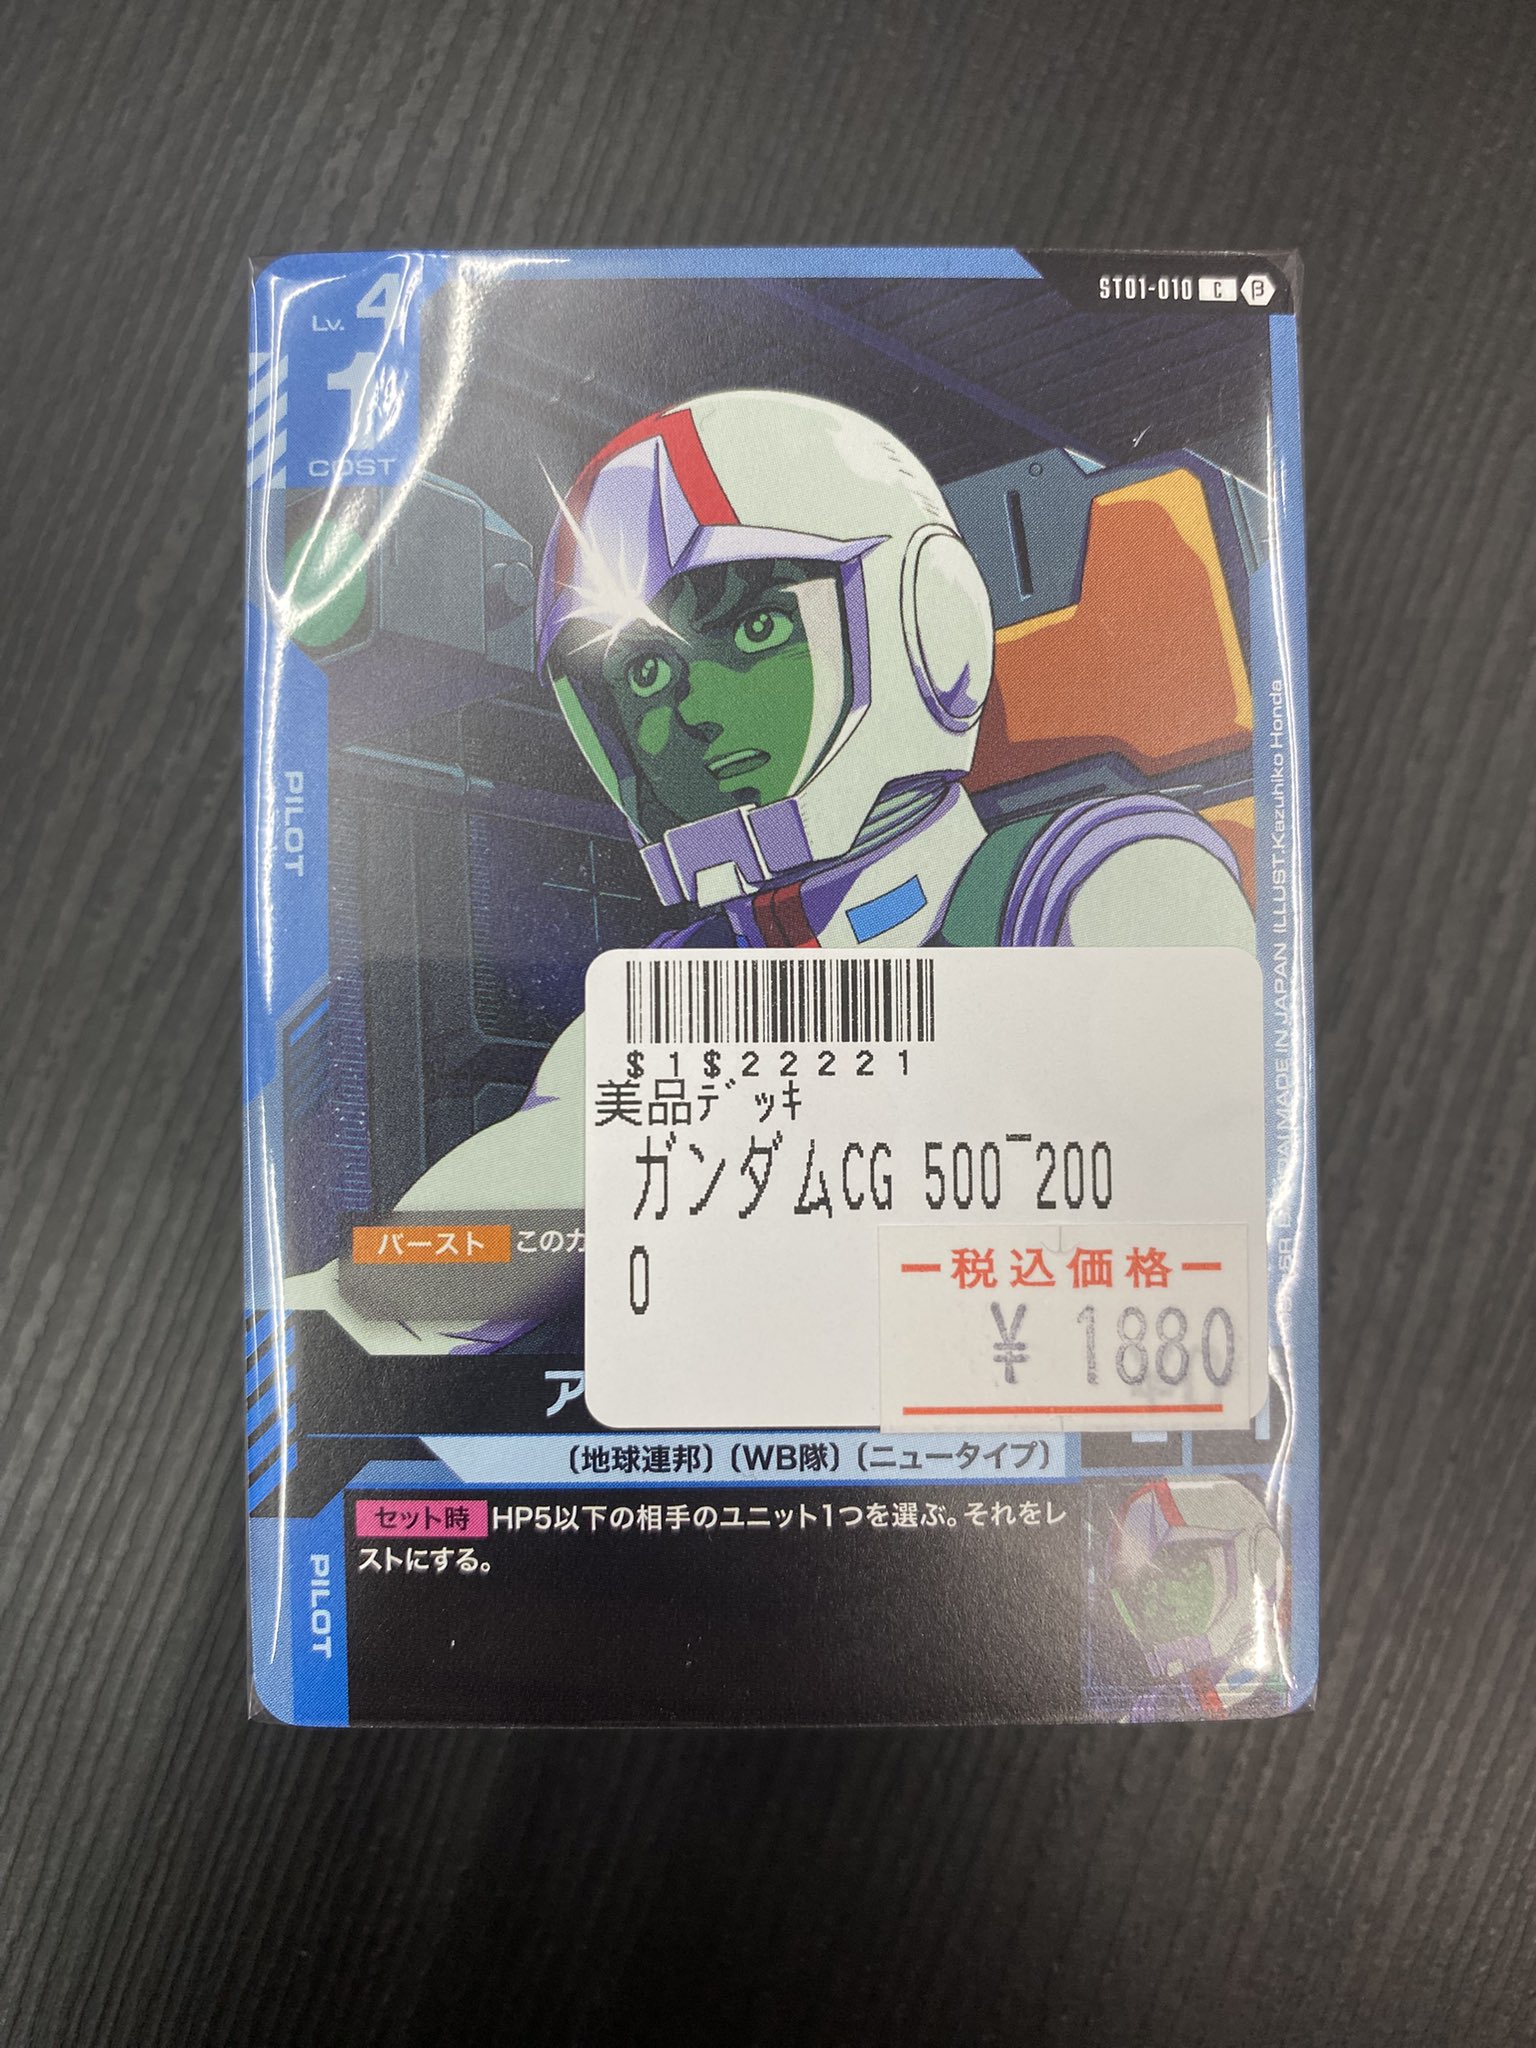 ST01-010 C β
Lv. 4
1
COST
PILOT
ILLUST.Kazuhiko Honda
MADE IN JAPAN
$1$22221
美品デッキ
ガンダムCG 500‾200
0
バースト このカ
ー税込価格ー
¥ 1880
ア
〔地球連邦〕〔WB隊〕〔ニュータイプ〕
セット時 HP5以下の相手のユニット1つを選ぶ。それをレ
ストにする。
PILOT